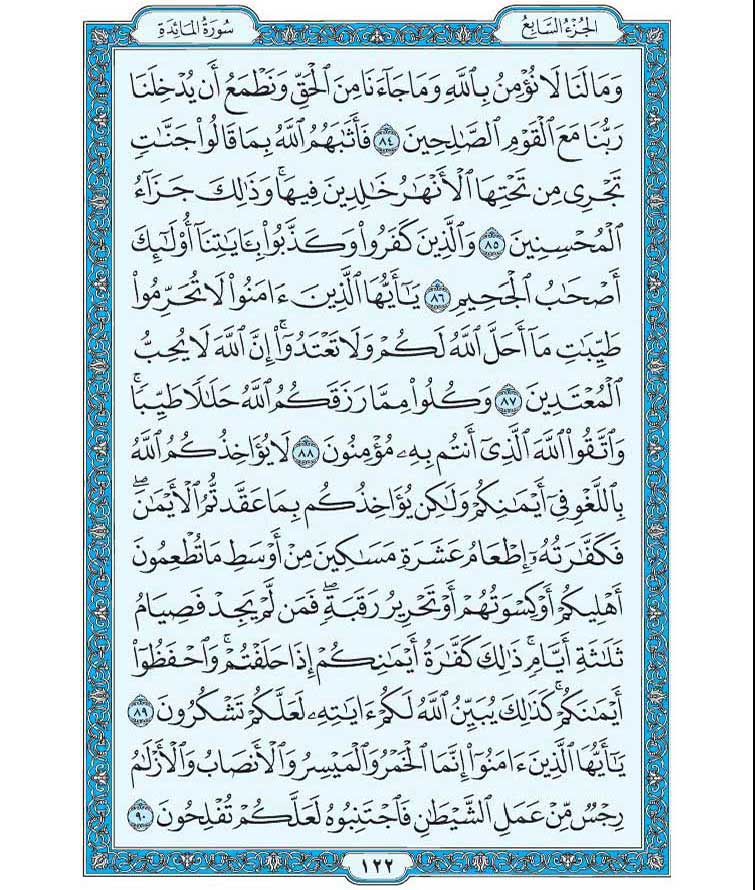 الجُزْءُ السَّابِعُ
سُورَةُ المَائِدَةِ
وَمَا لَنَا لَا نُؤْمِنُ بِٱللَّهِ وَمَا جَآءَنَا مِنَ ٱلْحَقِّ وَنَطْمَعُ أَن يُدْخِلَنَا
رَبُّنَا مَعَ ٱلْقَوْمِ ٱلصَّٰلِحِينَ ٨٤ فَأَثَٰبَهُمُ ٱللَّهُ بِمَا قَالُوا۟ جَنَّٰتٍ
تَجْرِى مِن تَحْتِهَا ٱلْأَنْهَٰرُ خَٰلِدِينَ فِيهَا ۚ وَذَٰلِكَ جَزَآءُ
ٱلْمُحْسِنِينَ ٨٥ وَٱلَّذِينَ كَفَرُوا۟ وَكَذَّبُوا۟ بِـَٔايَٰتِنَآ أُو۟لَٰٓئِكَ
أَصْحَٰبُ ٱلْجَحِيمِ ٨٦ يَٰٓأَيُّهَا ٱلَّذِينَ ءَامَنُوا۟ لَا تُحَرِّمُوا۟
طَيِّبَٰتِ مَآ أَحَلَّ ٱللَّهُ لَكُمْ وَلَا تَعْتَدُوٓا۟ ۚ إِنَّ ٱللَّهَ لَا يُحِبُّ
ٱلْمُعْتَدِينَ ٨٧ وَكُلُوا۟ مِمَّا رَزَقَكُمُ ٱللَّهُ حَلَٰلًا طَيِّبًا ۚ
وَٱتَّقُوا۟ ٱللَّهَ ٱلَّذِىٓ أَنتُم بِهِۦ مُؤْمِنُونَ ٨٨ لَا يُؤَاخِذُكُمُ ٱللَّهُ
بِٱللَّغْوِ فِىٓ أَيْمَٰنِكُمْ وَلَٰكِن يُؤَاخِذُكُم بِمَا عَقَّدتُّمُ ٱلْأَيْمَٰنَ ۖ
فَكَفَّٰرَتُهُۥٓ إِطْعَامُ عَشَرَةِ مَسَٰكِينَ مِنْ أَوْسَطِ مَا تُطْعِمُونَ
أَهْلِيكُمْ أَوْ كِسْوَتُهُمْ أَوْ تَحْرِيرُ رَقَبَةٍ ۖ فَمَن لَّمْ يَجِدْ فَصِيَامُ
ثَلَٰثَةِ أَيَّامٍ ۚ ذَٰلِكَ كَفَّٰرَةُ أَيْمَٰنِكُمْ إِذَا حَلَفْتُمْ ۚ وَٱحْفَظُوٓا۟
أَيْمَٰنَكُمْ ۚ كَذَٰلِكَ يُبَيِّنُ ٱللَّهُ لَكُمْ ءَايَٰتِهِۦ لَعَلَّكُمْ تَشْكُرُونَ ٨٩
يَٰٓأَيُّهَا ٱلَّذِينَ ءَامَنُوٓا۟ إِنَّمَا ٱلْخَمْرُ وَٱلْمَيْسِرُ وَٱلْأَنصَابُ وَٱلْأَزْلَٰمُ
رِجْسٌ مِّنْ عَمَلِ ٱلشَّيْطَٰنِ فَٱجْتَنِبُوهُ لَعَلَّكُمْ تُفْلِحُونَ ٩٠
١٢٢